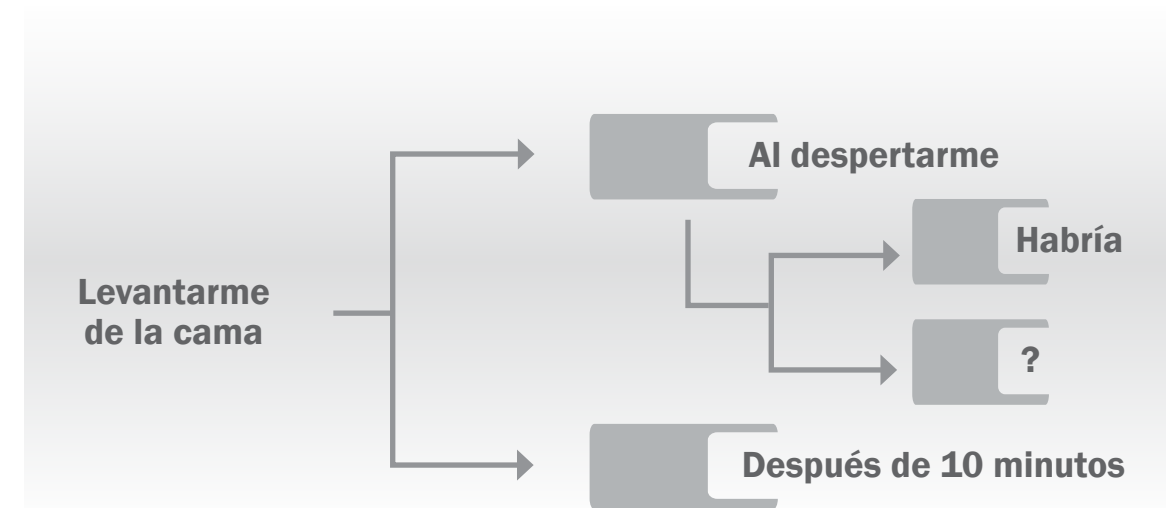 Al despertarme
Habría
Levantarme
de la cama
?
Después de 10 minutos